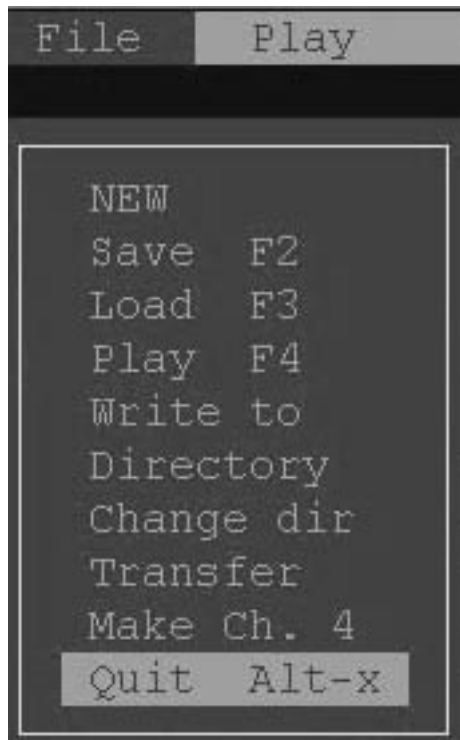 File Play
NEW
Save F2
Load F3
Play F4
Write to
Directory
Change dir
Transfer
Make Ch. 4
Quit Alt-x